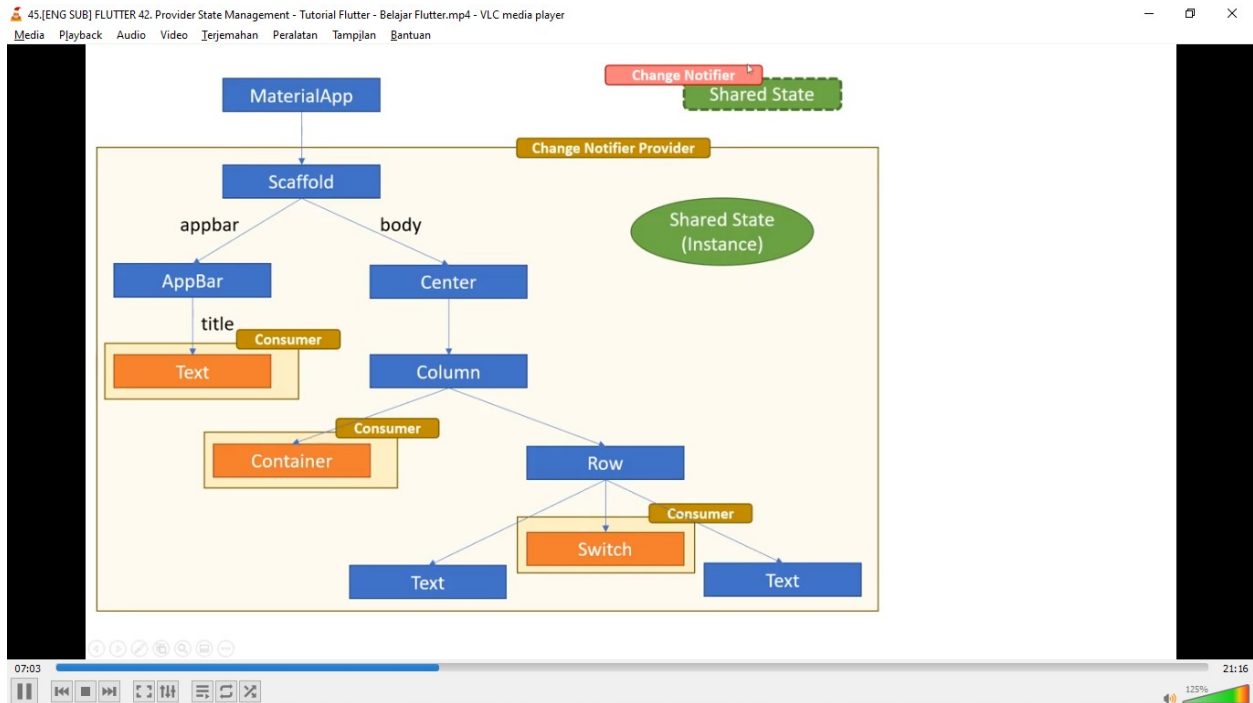 45.[ENG SUB] FLUTTER 42. Provider State Management - Tutorial Flutter - Belajar Flutter.mp4 - VLC media player
Media Playback Audio Video Terjemahan Peralatan Tampilan Bantuan
Change Notifier
MaterialApp
Shared State
Change Notifier Provider
Scaffold
appbar
body
Shared State
(Instance)
AppBar
Center
title
Consumer
Text
Column
Consumer
Container
Row
Consumer
Switch
Text
Text
07:03
21:16
125%